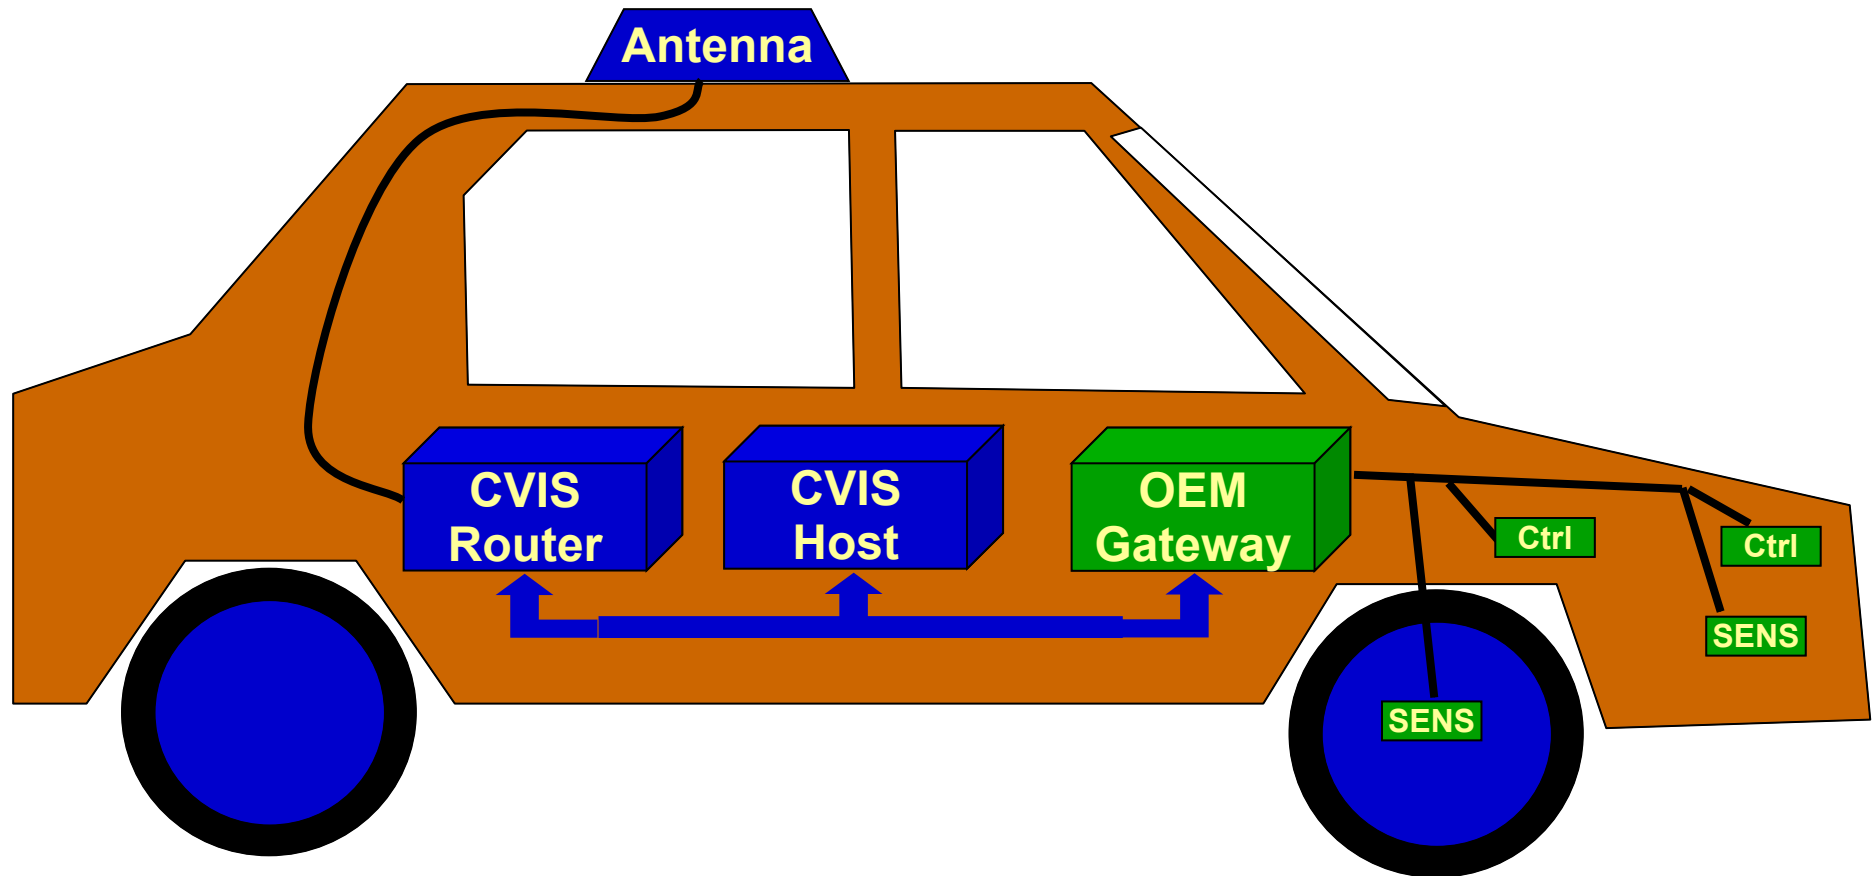 Antenna
CVIS
Router
CVIS
Host
OEM
Gateway
Ctrl
Ctrl
SENS
SENS